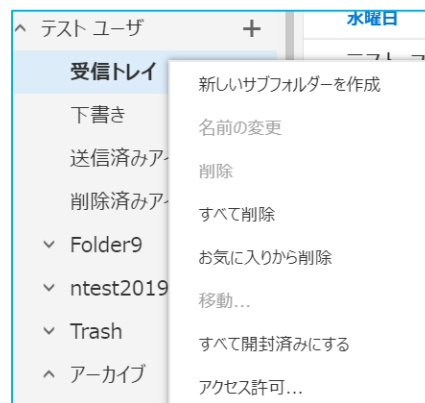 テスト ユーザ
水曜日
受信トレイ
下書き
送信済みア
削除済みア
Folder9
ntest2019
Trash
アーカイブ
新しいサブフォルダーを作成
名前の変更
削除
すべて削除
お気に入りから削除
移動...
すべて開封済みにする
アクセス許可...